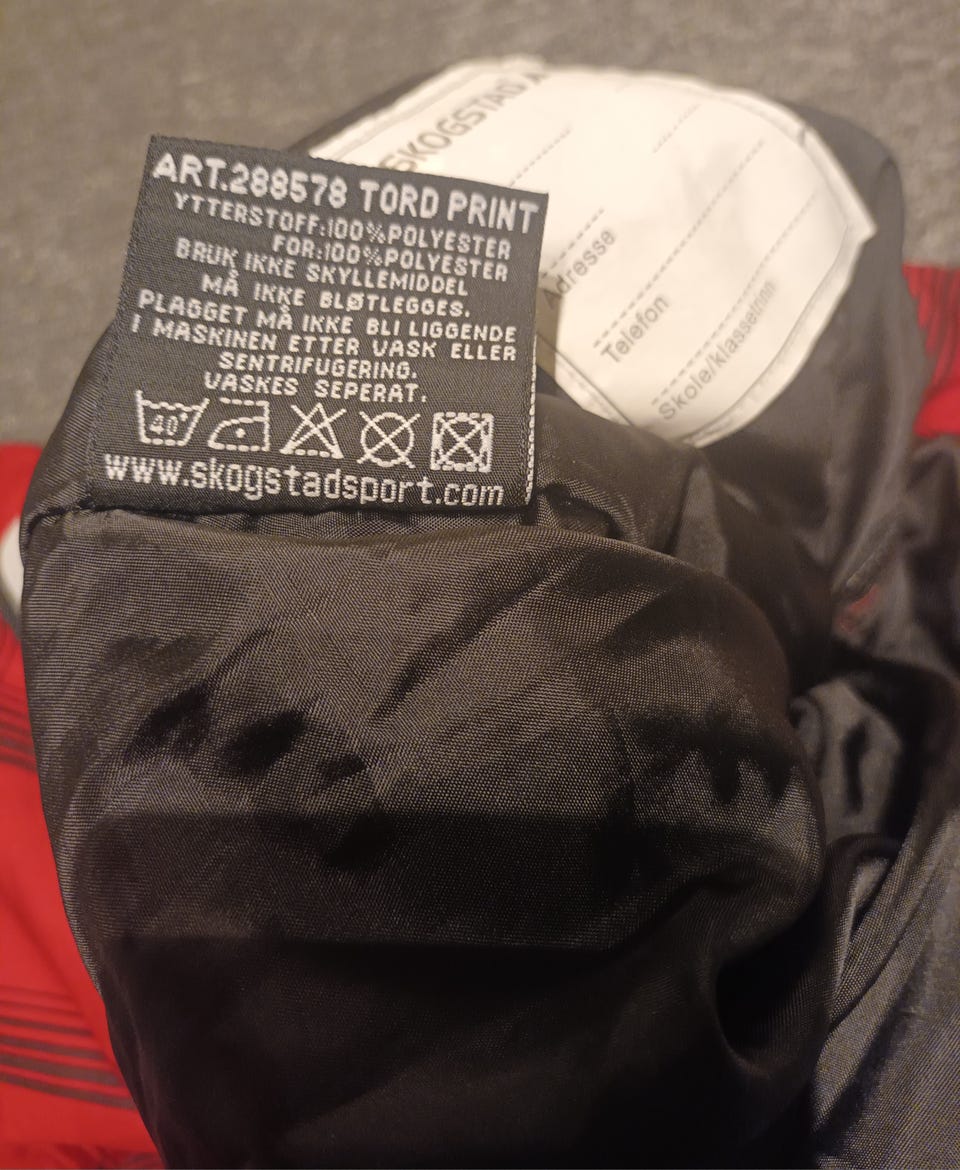 ART.288578 TORD PRINT
YTTERSTOFF:100%POLYESTER
FOR:100%POLYESTER
BRUK IKKE SKYLLEMIDDEL
MÅ IKKE BLØTLEGGES.
PLAGGET MÅ IKKE BLI LIGGENDE
I MASKINEN ETTER VASK ELLER
SENTRIFUGERING.
VASKES SEPERAT.
40°
www.skogstadsport.com
SKOGSTAD
Adresse
Telefon
Skole/klassetrinn